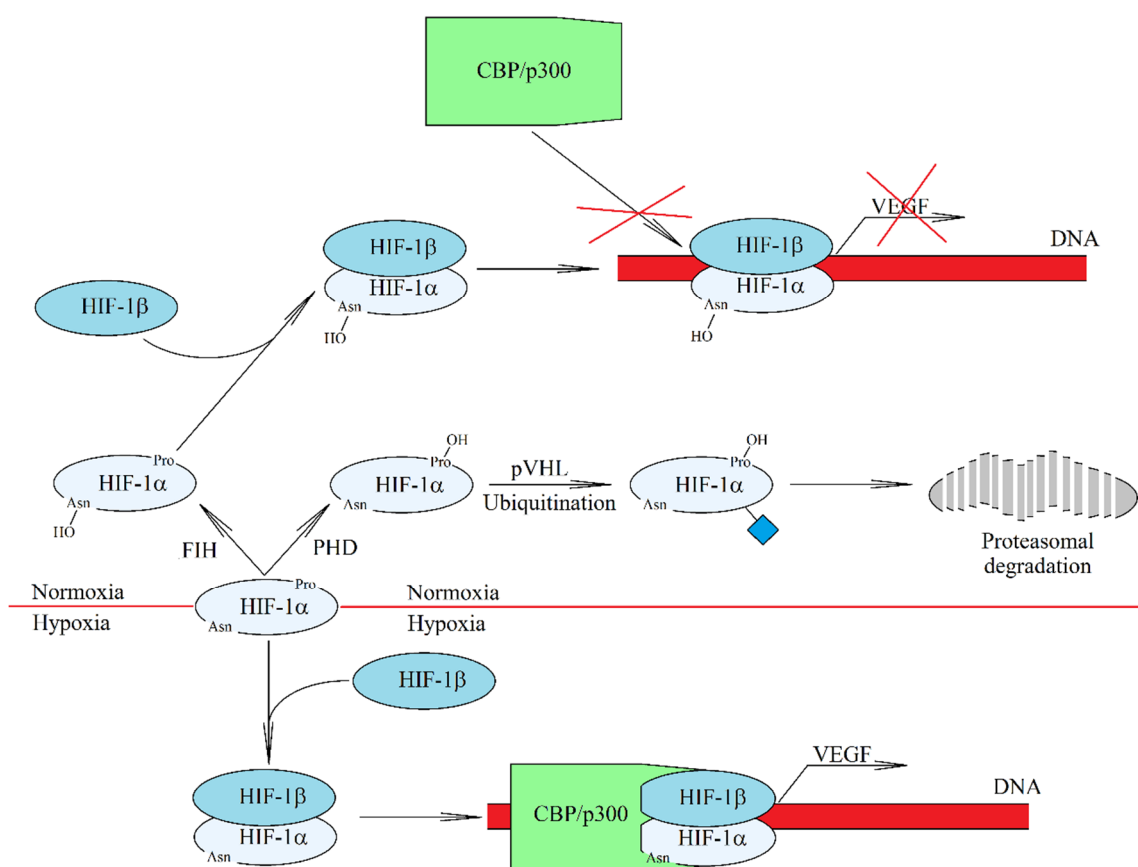 CBP/p300
VEGF
DNA
HIF-1β
HIF-1α
Asn
HO
HIF-1β
HIF-1α
Asn
HO
HIF-1β
Pro
HIF-1α
Asn
HO
OH
Pro
HIF-1α
Asn
pVHL
Ubiquitination
OH
Pro
HIF-1α
Asn
Proteasomal
degradation
FIH
PHD
Pro
HIF-1α
Asn
Normoxia
Hypoxia
Normoxia
Hypoxia
HIF-1β
HIF-1β
HIF-1α
Asn
CBP/p300
HIF-1β
HIF-1α
Asn
VEGF
DNA